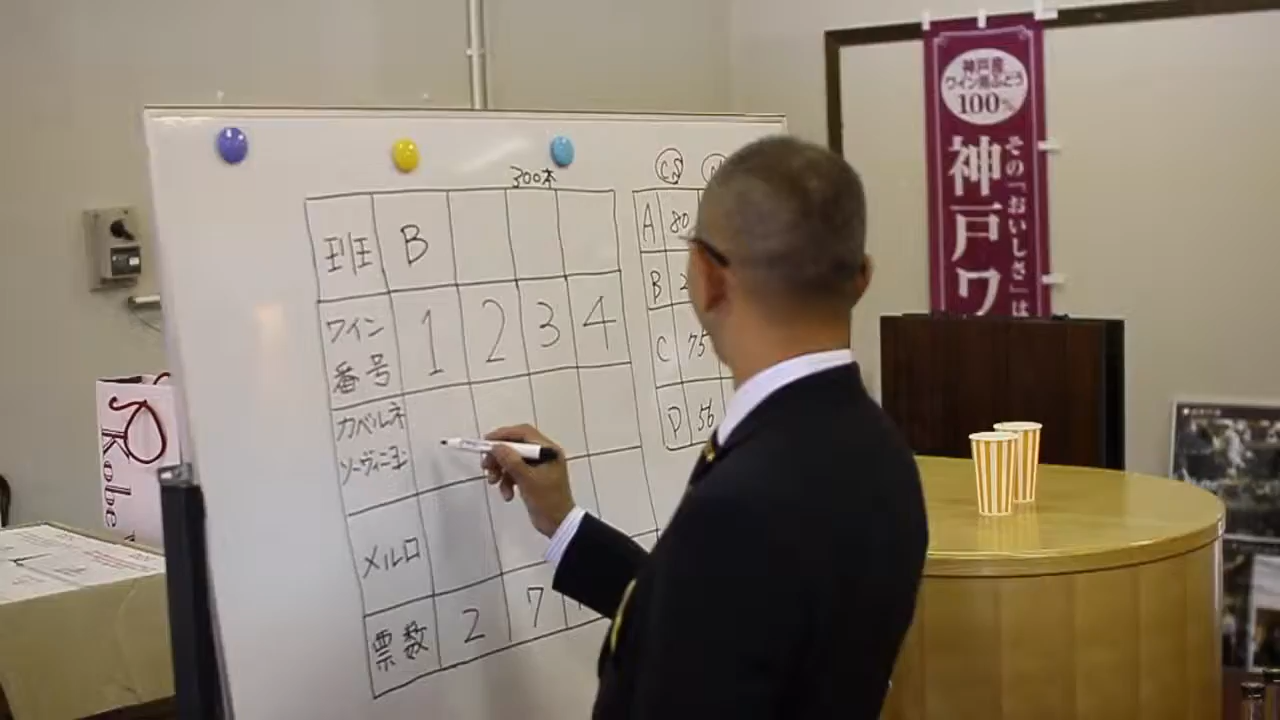 300本
班 B
ワイン
番号 1 2 3 4
カベルネ
ソーヴィニヨン
メルロ
票数 2 7
CS
A 80
B 2
C 75
D 56
神戸産
ワイン用ぶどう
100%
その「おいしさ」は
神戸ワ
Kobe